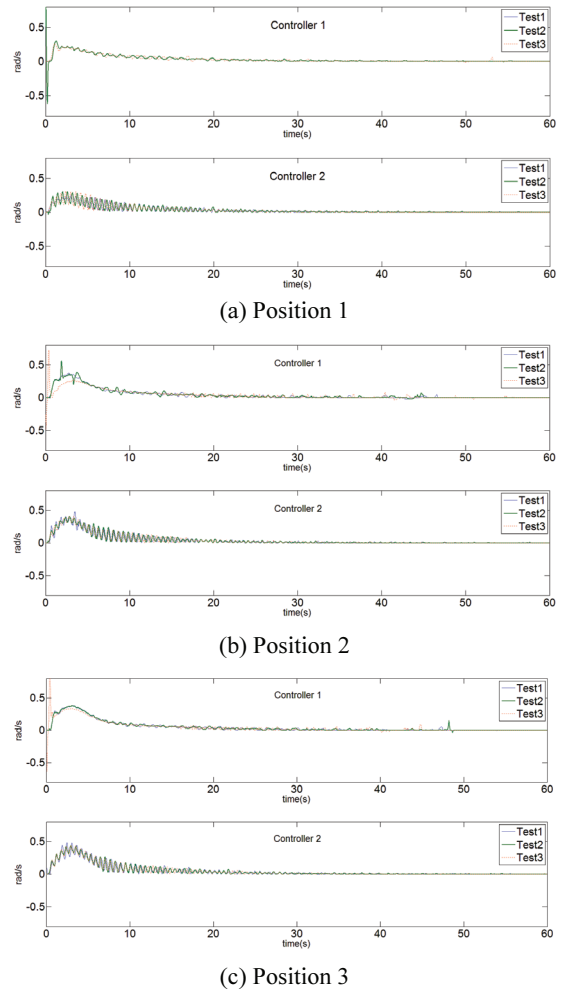 Controller 1
Test1
Test2
Test3
rad/s
0.5
0
-0.5
0 10 20 30 40 50 60
time(s)
Controller 2
Test1
Test2
Test3
rad/s
0.5
0
-0.5
0 10 20 30 40 50 60
time(s)
(a) Position 1
Controller 1
Test1
Test2
Test3
rad/s
0.5
0
-0.5
0 10 20 30 40 50 60
time(s)
Controller 2
Test1
Test2
Test3
rad/s
0.5
0
-0.5
0 10 20 30 40 50 60
time(s)
(b) Position 2
Controller 1
Test1
Test2
Test3
rad/s
0.5
0
-0.5
0 10 20 30 40 50 60
time(s)
Controller 2
Test1
Test2
Test3
rad/s
0.5
0
-0.5
0 10 20 30 40 50 60
time(s)
(c) Position 3